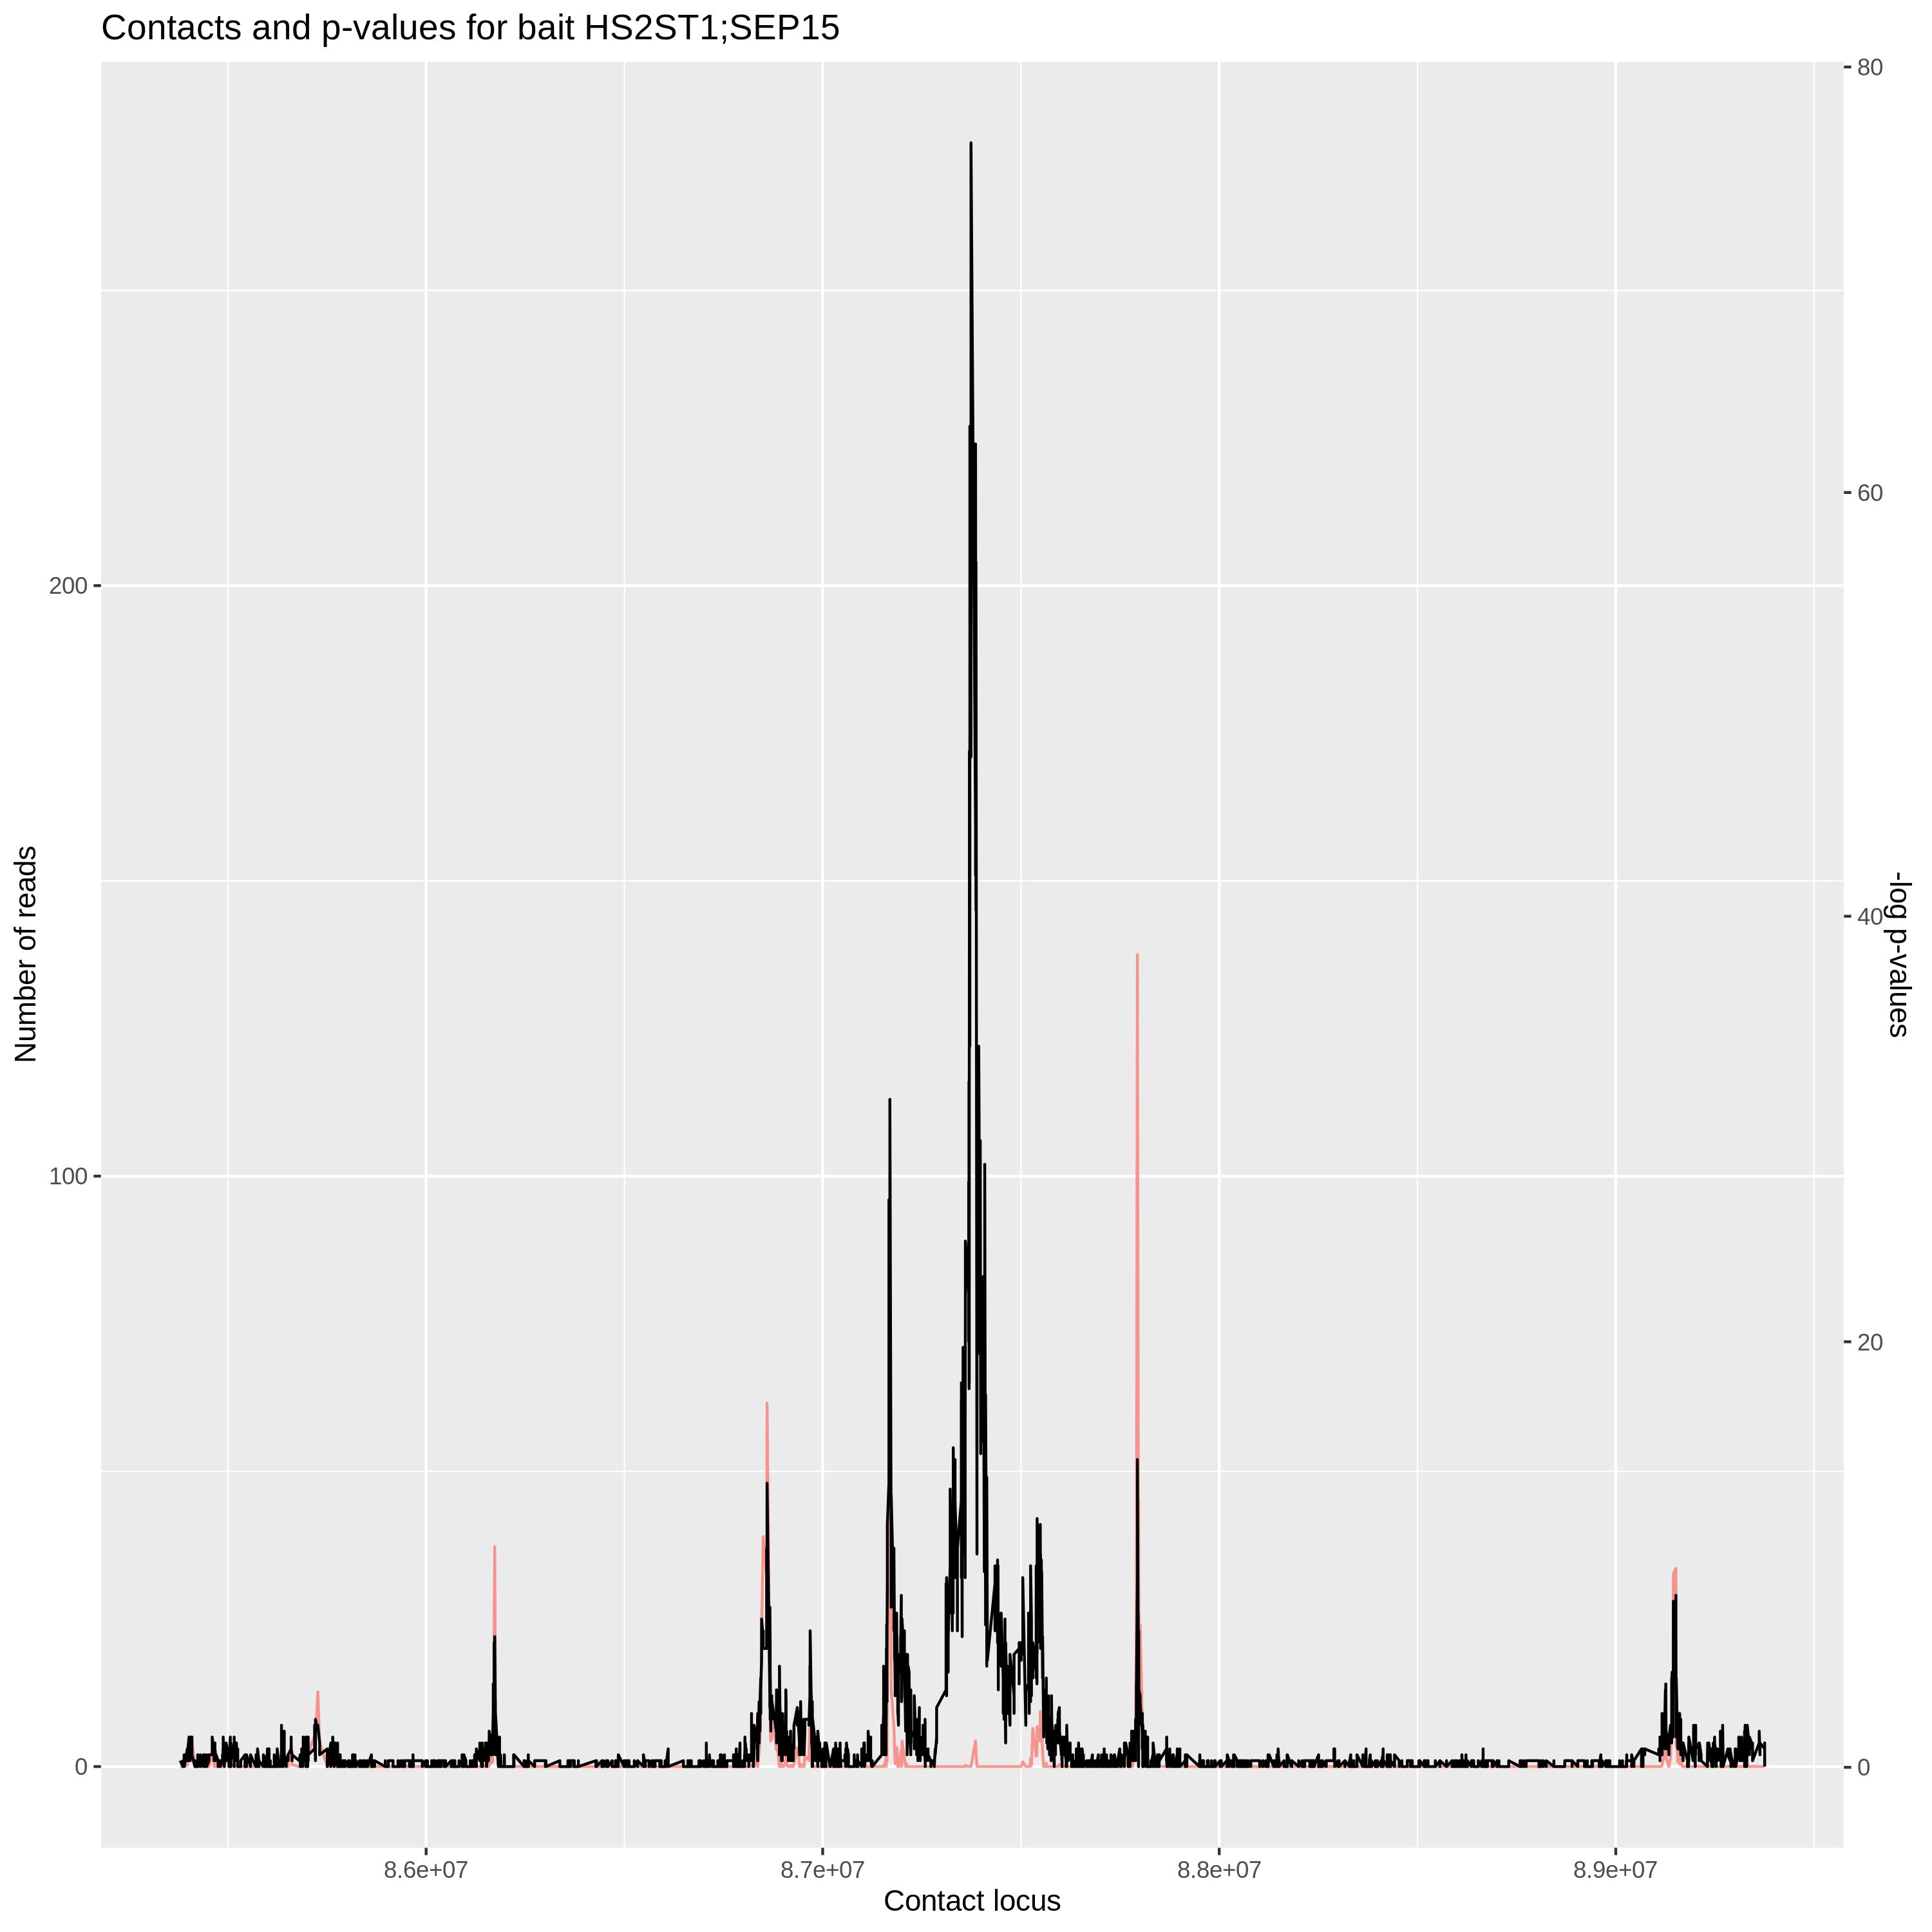 Contacts and p-values for bait HS2ST1;SEP15
Number of reads
200
100
0
80
60
40
20
0
-log p-values
8.6e+07
8.7e+07
8.8e+07
8.9e+07
Contact locus